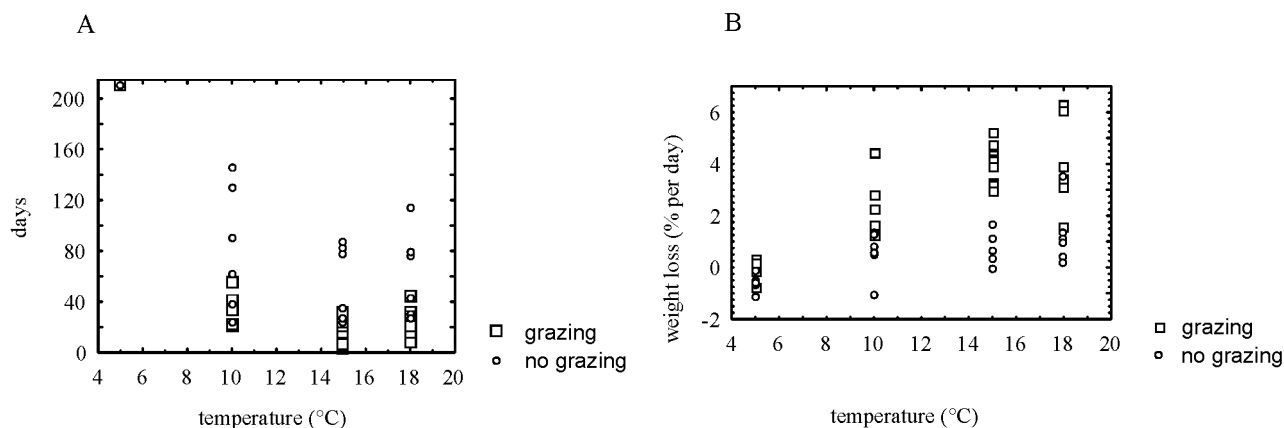 A
200
160
120
80
40
0
days
4 6 8 10 12 14 16 18 20
temperature (°C)
grazing
no grazing
B
6
4
2
0
-2
weight loss (% per day)
4 6 8 10 12 14 16 18 20
temperature (°C)
grazing
no grazing